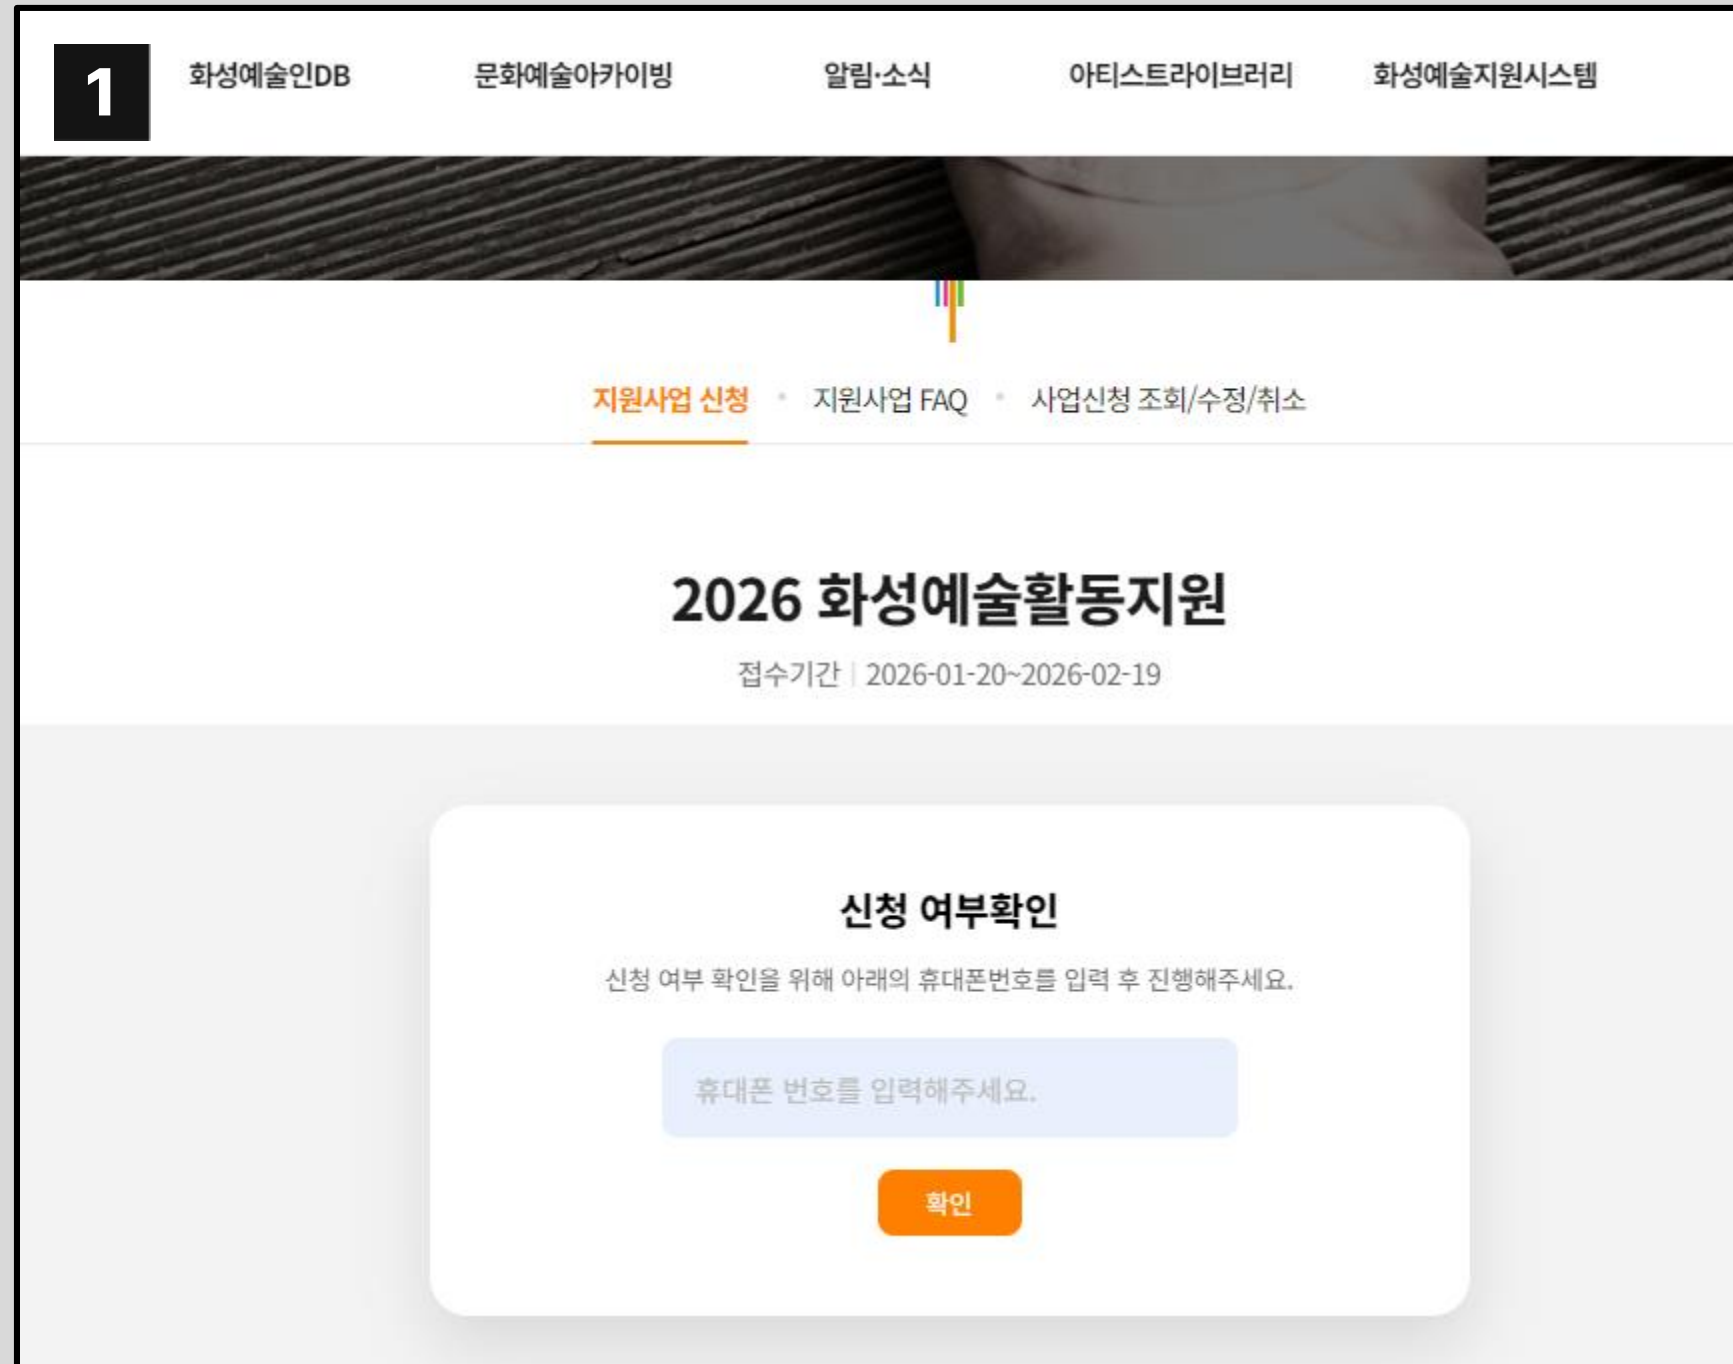 1
화성예술인DB 문화예술아카이빙 알림·소식 아티스트라이브러리 화성예술지원시스템
지원사업 신청 • 지원사업 FAQ • 사업신청 조회/수정/취소
2026 화성예술활동지원
접수기간 | 2026-01-20~2026-02-19
신청 여부확인
신청 여부 확인을 위해 아래의 휴대폰번호를 입력 후 진행해주세요.
휴대폰 번호를 입력해주세요.
확인